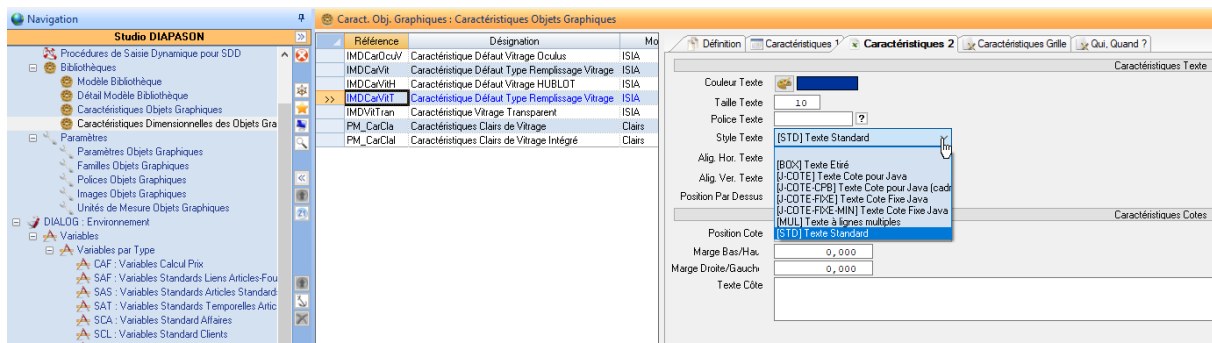 Navigation
Studio DIAPASON
Procédures de Saisie Dynamique pour SDD
Bibliothèques
Modèle Bibliothèque
Détail Modèle Bibliothèque
Caractéristiques Objets Graphiques
Caractéristiques Dimensionnelles des Objets Gra
Paramètres
Paramètres Objets Graphiques
Familles Objets Graphiques
Polices Objets Graphiques
Images Objets Graphiques
Unités de Mesure Objets Graphiques
DIALOG : Environnement
Variables
Variables par Type
CAF : Variables Calcul Prix
SAF : Variables Standards Liens Articles-Fou
SAS : Variables Standards Articles Standard:
SAT : Variables Standards Temporelles Artic
SCA : Variables Standard Affaires
SCL : Variables Standard Clients
Caract. Obj. Graphiques : Caractéristiques Objets Graphiques
Référence Désignation Mo
IMDCarOcuV Caractéristique Défaut Vitrage Oculus ISIA
IMDCarVit Caractéristique Défaut Type Remplissage Vitrage ISIA
IMDCarVitH Caractéristique Défaut Vitrage HUBLOT ISIA
>> IMDCarVitT Caractéristique Défaut Type Remplissage Vitrage ISIA
IMDVitTran Caractéristique Vitrage Transparent ISIA
PM_CarCla Caractéristiques Clairs de Vitrage Clairs
PM_CarClaI Caractéristiques Clairs de Vitrage Intégré Clairs
Définition Caractéristiques 1 Caractéristiques 2 Caractéristiques Grille Qui, Quand ?
Caractéristiques Texte
Couleur Texte
Taille Texte 10
Police Texte ?
Style Texte [STD] Texte Standard
Alig. Hor. Texte
Alig. Ver. Texte
Position Par Dessus
[BOX] Texte Etiré
[J-COTE] Texte Cote pour Java
[J-COTE-CPB] Texte Cote pour Java (cadr
[J-COTE-FIXE] Texte Cote Fixe Java
[J-COTE-FIXE-MIN] Texte Cote Fixe Java
[MUL] Texte à lignes multiples
[STD] Texte Standard
Caractéristiques Cotes
Position Cote
Marge Bas/Hau 0,000
Marge Droite/Gauch 0,000
Texte Côte